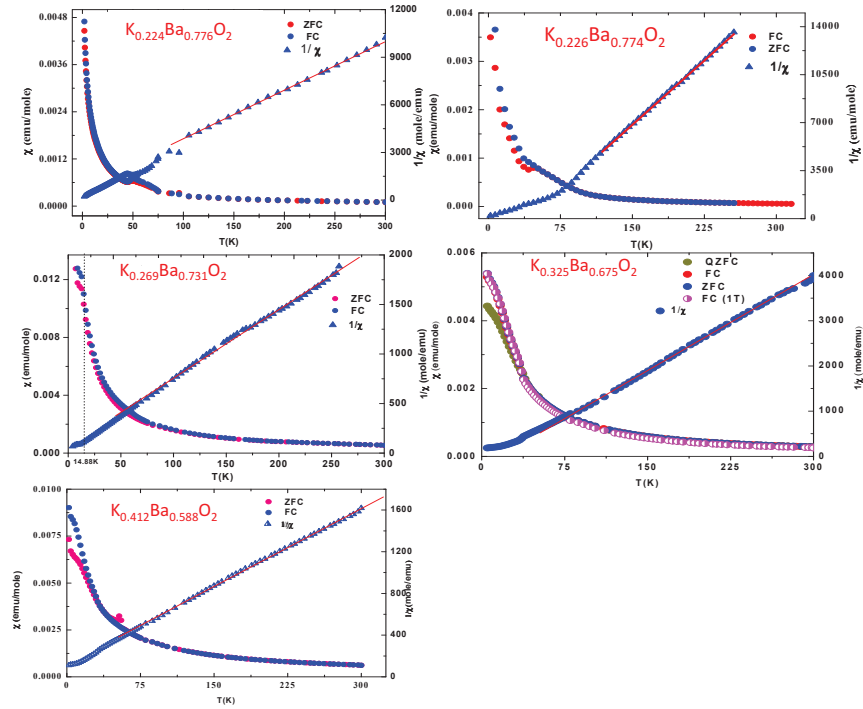 K0.224Ba0.776O2
ZFC
FC
1/ χ
χ (emu/mole)
0.0048
0.0036
0.0024
0.0012
0.0000
12000
9000
6000
3000
0
1/χ (mole/emu)
0 50 100 150 200 250 300
T(K)
K0.226Ba0.774O2
FC
ZFC
1/χ
χ(emu/mole)
0.004
0.003
0.002
0.001
0.000
14000
10500
7000
3500
0
1/χ (mole/emu)
0 75 150 225 300
T(K)
K0.269Ba0.731O2
ZFC
FC
1/χ
χ (emu/mole)
0.012
0.008
0.004
0.000
2000
1500
1000
500
0
1/χ (mole/emu)
0 14.88K 50 100 150 200 250 300
T(K)
K0.325Ba0.675O2
QZFC
FC
ZFC
FC (1T)
1/χ
χ (emu/mole)
0.006
0.005
0.003
0.002
0.000
4000
3000
2000
1000
0
1/χ (mole/emu)
0 75 150 225 300
T(K)
K0.412Ba0.588O2
ZFC
FC
1/χ
χ (emu/mole)
0.0100
0.0075
0.0050
0.0025
0.0000
1600
1200
800
400
0
1/χ(mole/emu)
0 75 150 225 300
T(K)